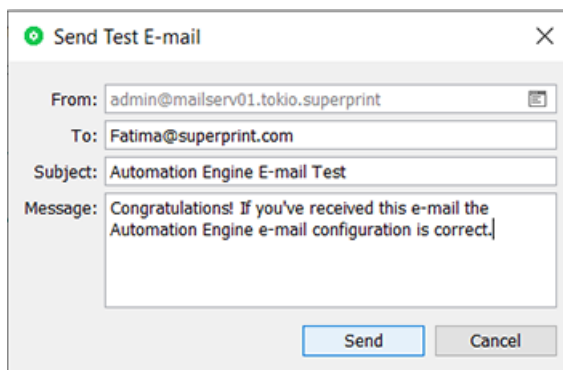 Send Test E-mail
From: admin@mailserv01.tokio.superprint
To: Fatima@superprint.com
Subject: Automation Engine E-mail Test
Message: Congratulations! If you've received this e-mail the
Automation Engine e-mail configuration is correct.
Send Cancel